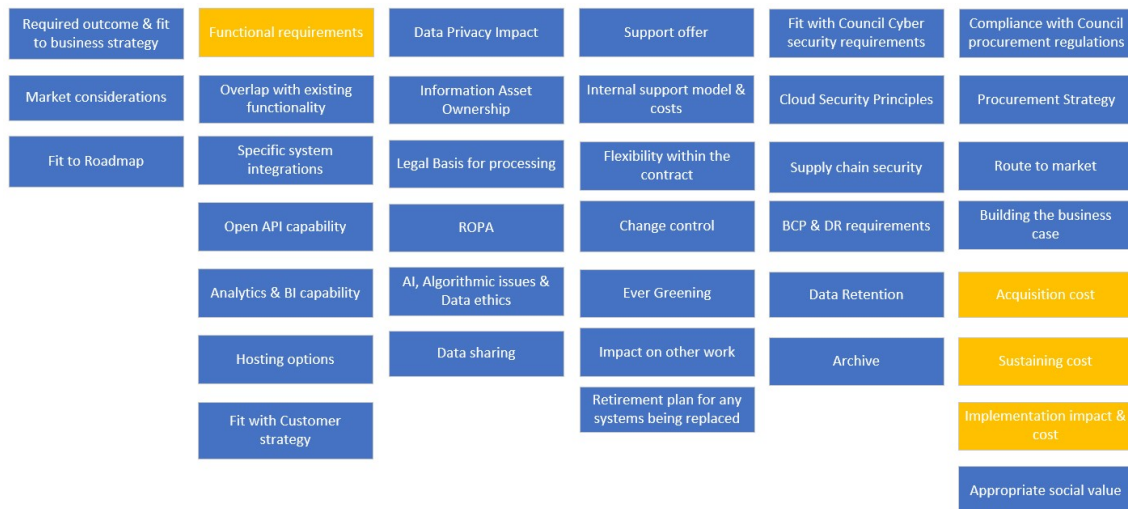 Required outcome & fit
to business strategy
Market considerations
Fit to Roadmap
Functional requirements
Overlap with existing
functionality
Specific system
integrations
Open API capability
Analytics & BI capability
Hosting options
Fit with Customer
strategy
Data Privacy Impact
Information Asset
Ownership
Legal Basis for processing
ROPA
AI, Algorithmic issues &
Data ethics
Data sharing
Support offer
Internal support model &
costs
Flexibility within the
contract
Change control
Ever Greening
Impact on other work
Retirement plan for any
systems being replaced
Fit with Council Cyber
security requirements
Cloud Security Principles
Supply chain security
BCP & DR requirements
Data Retention
Archive
Compliance with Council
procurement regulations
Procurement Strategy
Route to market
Building the business
case
Acquisition cost
Sustaining cost
Implementation impact &
cost
Appropriate social value